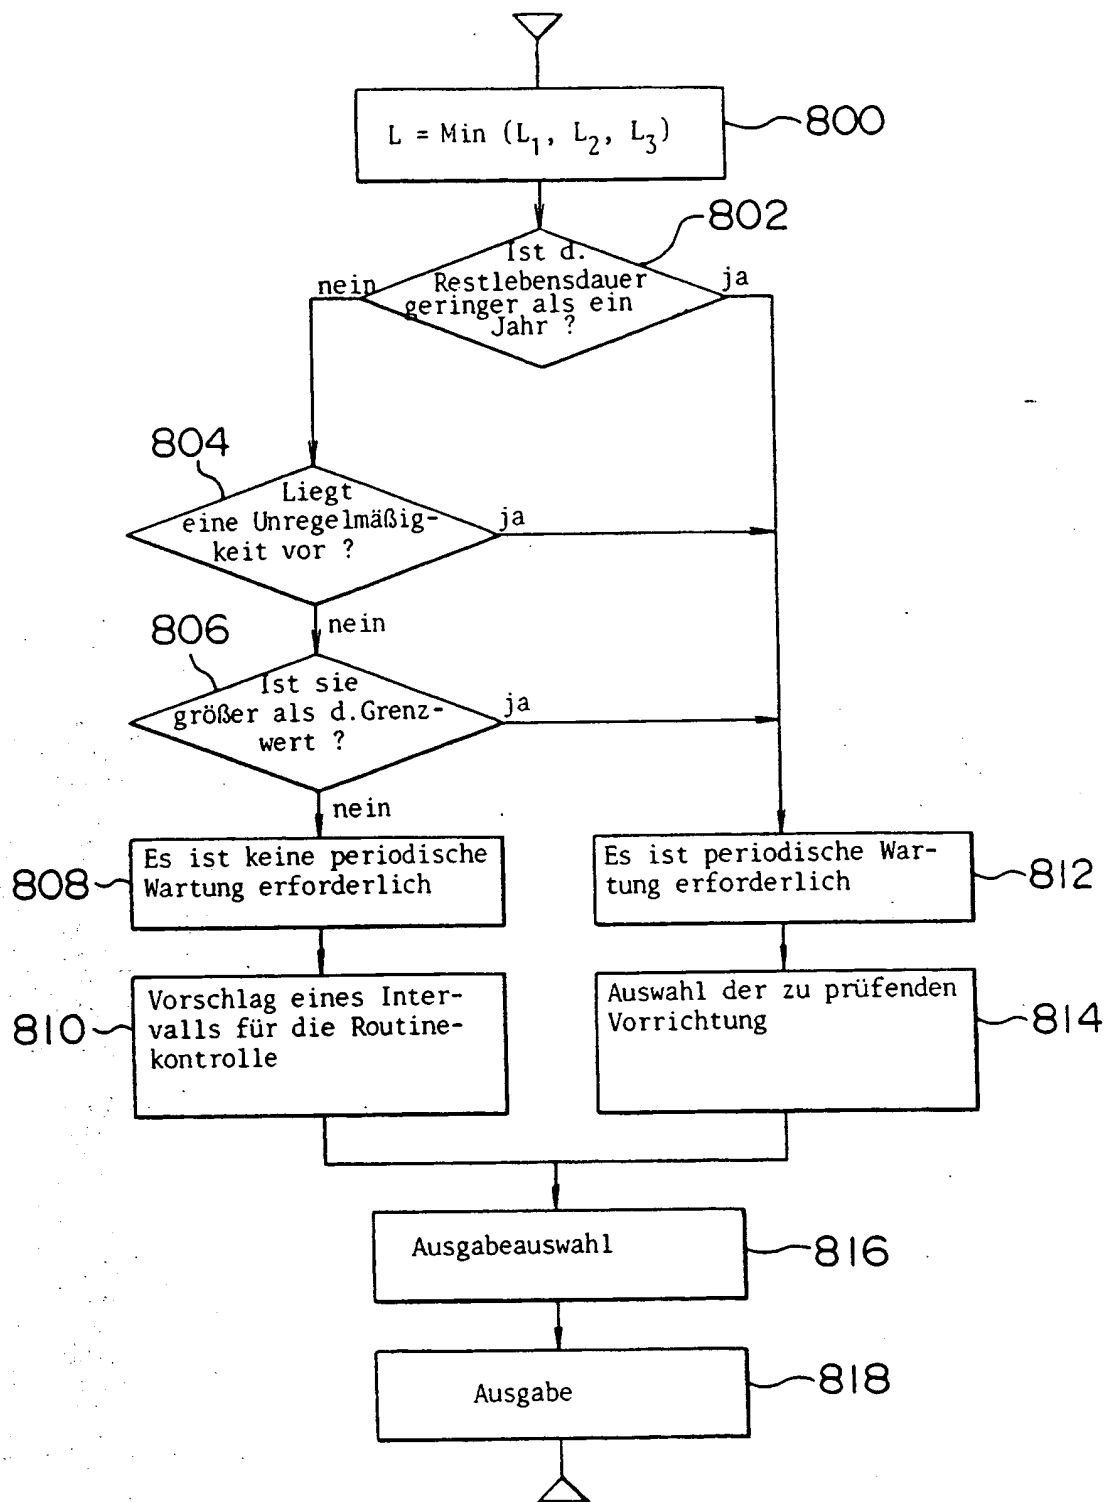 L = Min (L₁, L₂, L₃)
800
802
Ist d.
Restlebensdauer
geringer als ein
Jahr ?
nein
ja
804
Liegt
eine Unregelmäßig-
keit vor ?
ja
nein
806
Ist sie
größer als d.Grenz-
wert ?
ja
nein
808
Es ist keine periodische
Wartung erforderlich
Es ist periodische War-
tung erforderlich
812
810
Vorschlag eines Inter-
valls für die Routine-
kontrolle
Auswahl der zu prüfenden
Vorrichtung
814
Ausgabeauswahl
816
Ausgabe
818